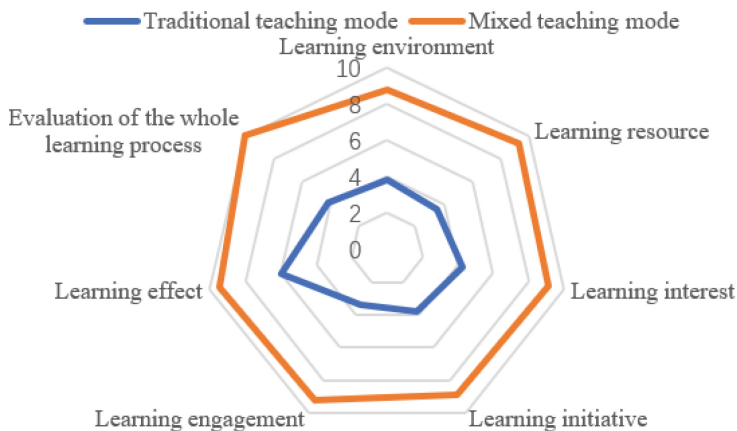 Traditional teaching mode Mixed teaching mode
Learning environment
10
8
6
4
2
0
Evaluation of the whole
learning process
Learning resource
Learning effect
Learning interest
Learning engagement
Learning initiative